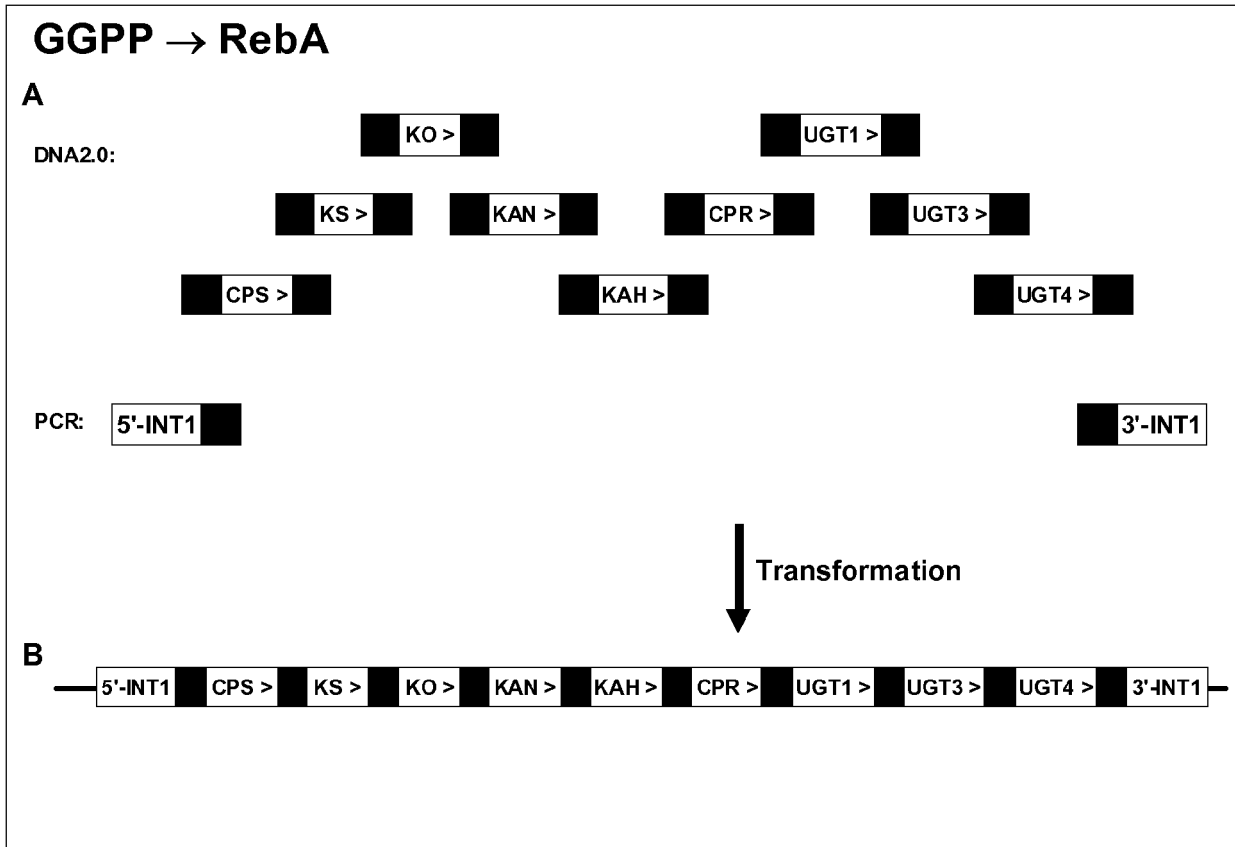 GGPP → RebA
A
DNA2.0:
KO > UGT1 >
KS > KAN > CPR > UGT3 >
CPS > KAH > UGT4 >
PCR: 5'-INT1 3'-INT1
Transformation
B
5'-INT1 CPS > KS > KO > KAN > KAH > CPR > UGT1 > UGT3 > UGT4 > 3'-INT1